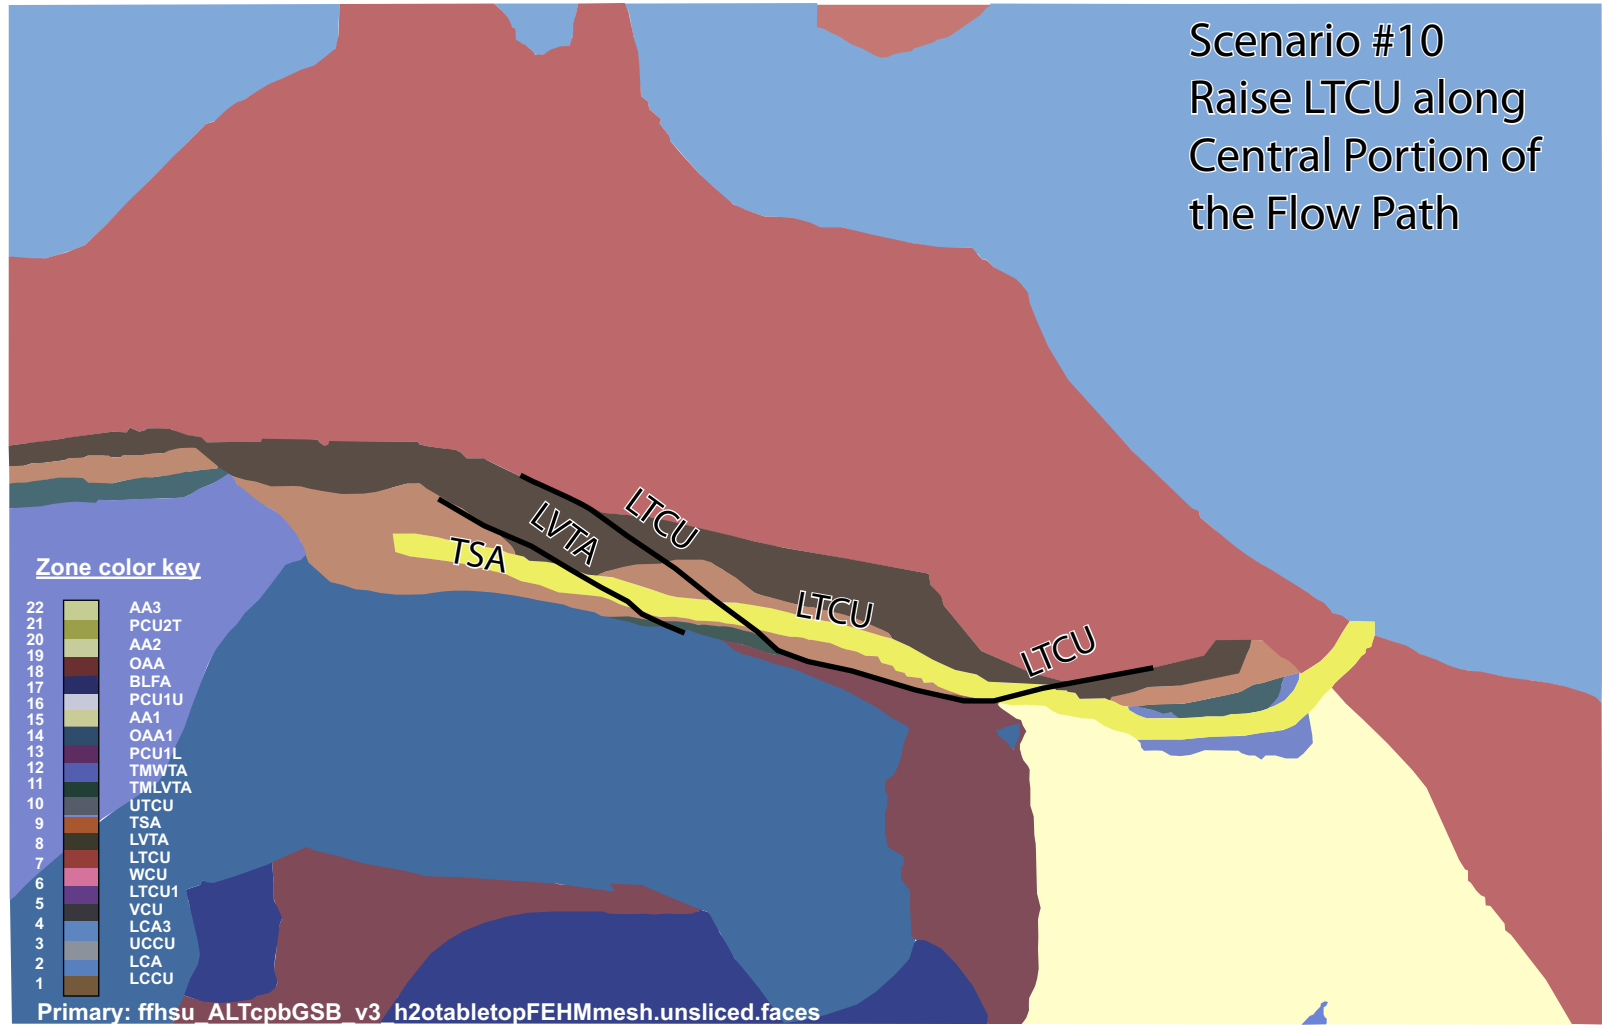 Scenario #10
Raise LTCU along
Central Portion of
the Flow Path
LTCU
LVTA
TSA
LTCU
LTCU
Zone color key
22 AA3
21 PCU2T
20 AA2
19 OAA
18 BLFA
17 PCU1U
16 AA1
15 OAA1
14 PCU1L
13 TMWTA
12 TMLVTA
11 UTCU
10 TSA
9 LVTA
8 LTCU
7 WCU
6 LTCU1
5 VCU
4 LCA3
3 UCCU
2 LCA
1 LCCU
Primary: ffhsu_ALTcpbGSB_v3_h2otabletopFEHMmesh.unsliced.faces